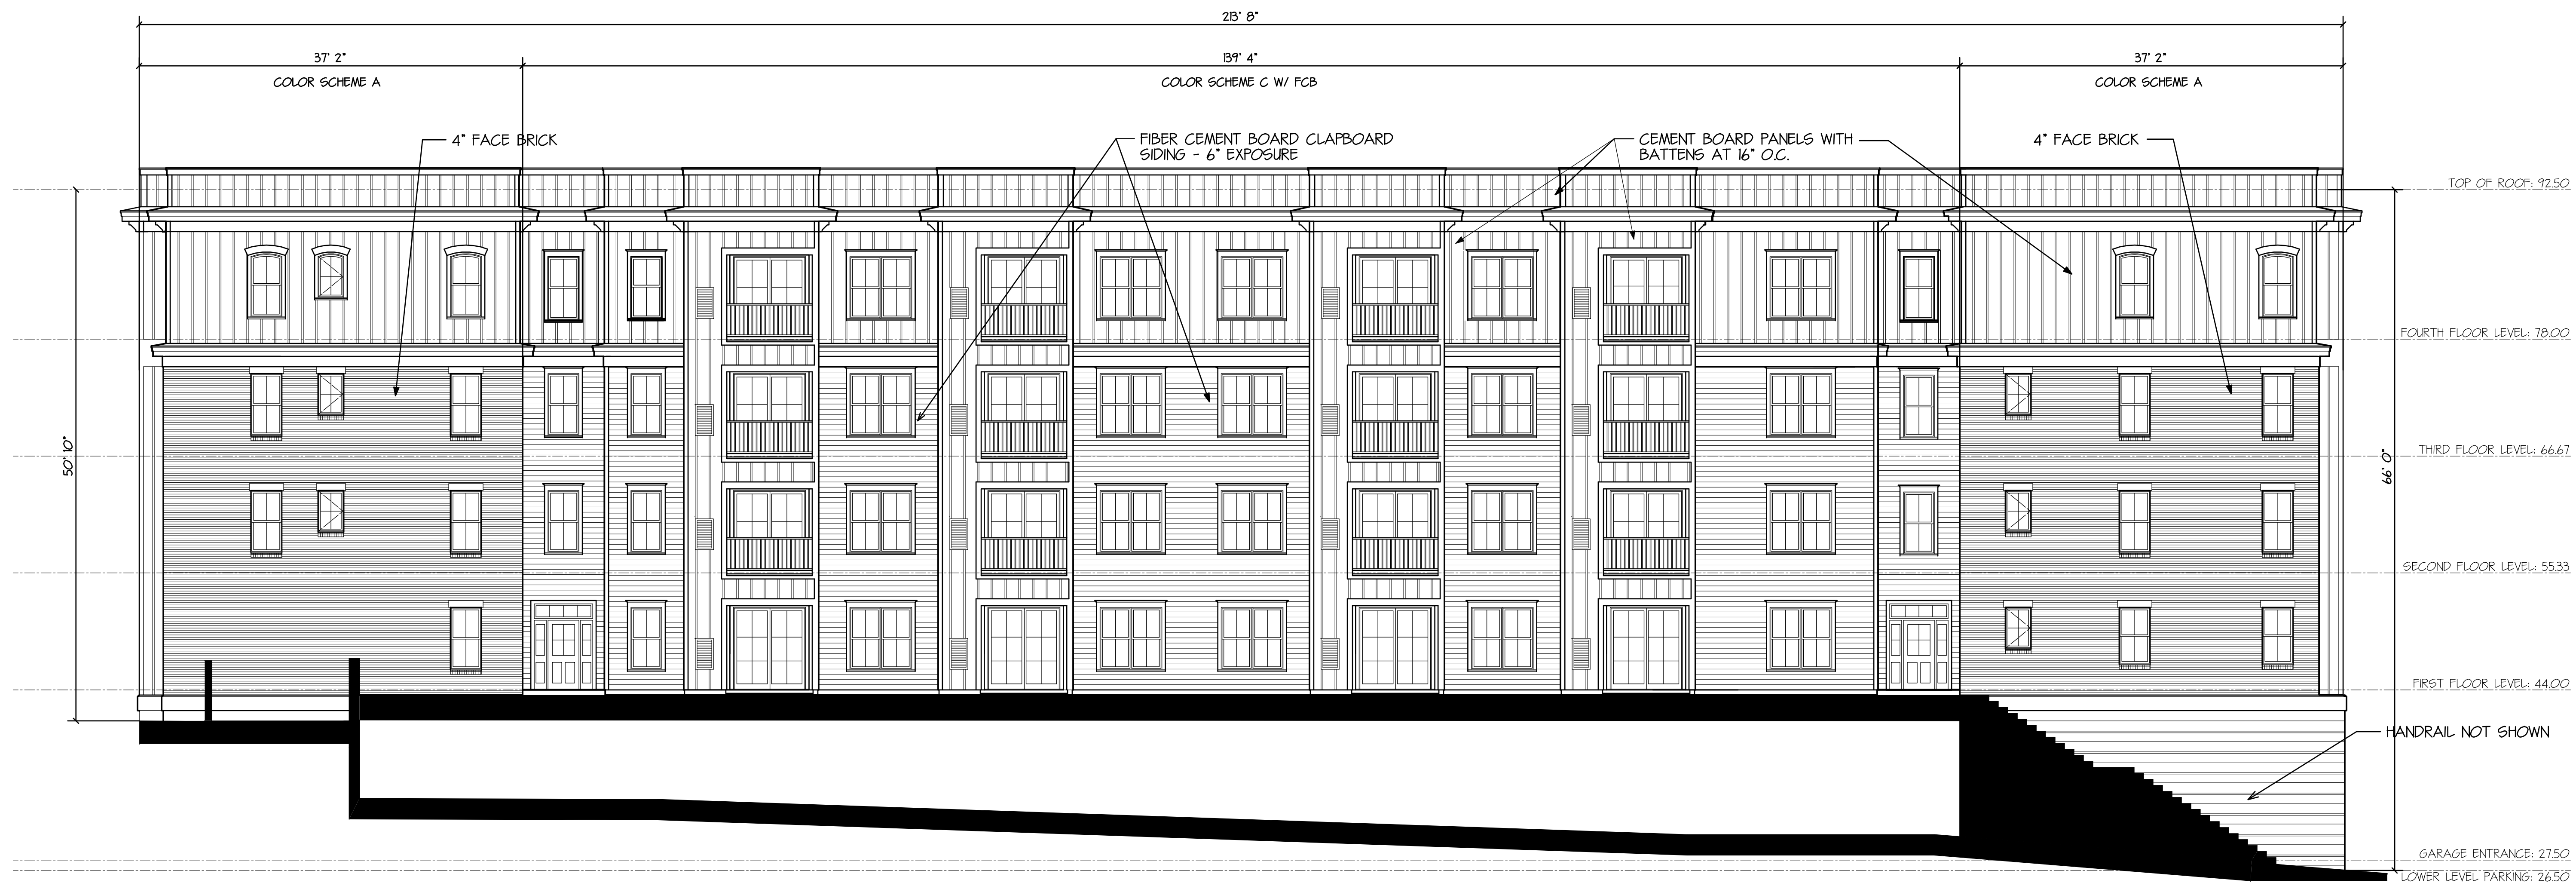 213' 8"
37' 2"
139' 4"
37' 2"
COLOR SCHEME A
COLOR SCHEME C W/ FCB
COLOR SCHEME A
4" FACE BRICK
FIBER CEMENT BOARD CLAPBOARD
SIDING - 6" EXPOSURE
CEMENT BOARD PANELS WITH
BATTENS AT 16" O.C.
4" FACE BRICK
TOP OF ROOF: 92.50
FOURTH FLOOR LEVEL: 78.00
50' 10"
THIRD FLOOR LEVEL: 66.67
66' 0"
SECOND FLOOR LEVEL: 55.33
FIRST FLOOR LEVEL: 44.00
HANDRAIL NOT SHOWN
GARAGE ENTRANCE: 27.50
LOWER LEVEL PARKING: 26.50